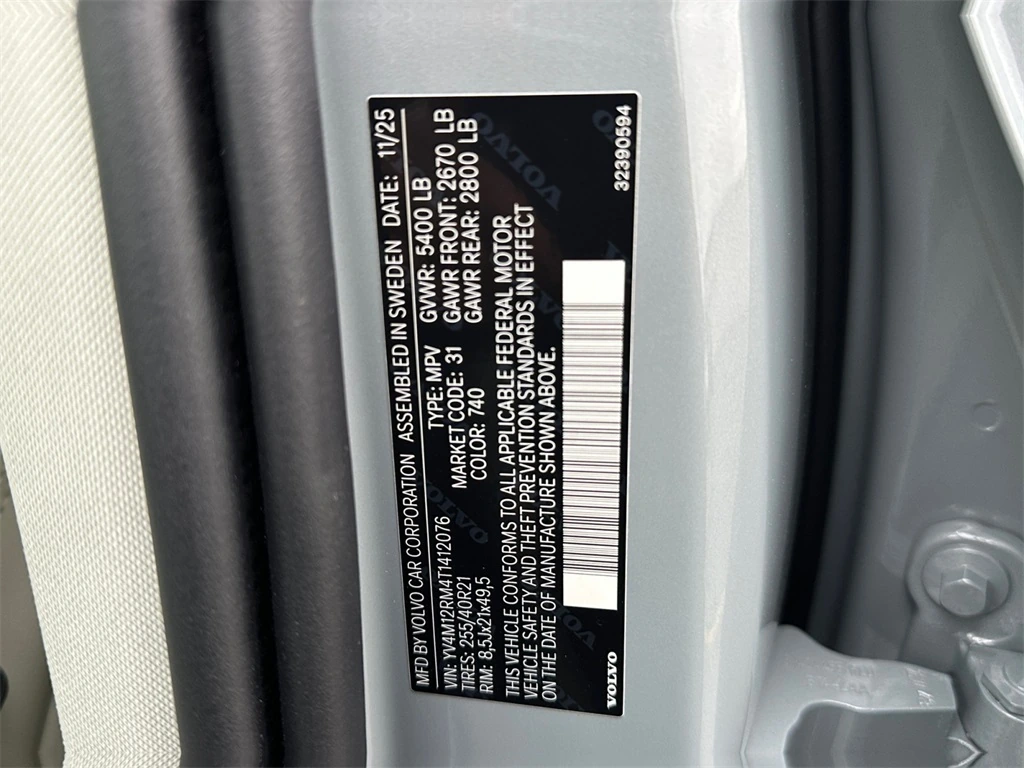 MFD BY VOLVO CAR CORPORATION ASSEMBLED IN SWEDEN DATE: 11/25
VIN: YV4M12RM4T1412076 TYPE: MPV GVWR: 5400 LB
TIRES: 255/40R21 MARKET CODE: 31 GAWR FRONT: 2670 LB
RIM: 8,5Jx21x49,5 COLOR: 740 GAWR REAR: 2800 LB
THIS VEHICLE CONFORMS TO ALL APPLICABLE FEDERAL MOTOR
VEHICLE SAFETY AND THEFT PREVENTION STANDARDS IN EFFECT
ON THE DATE OF MANUFACTURE SHOWN ABOVE.
VOLVO 32390594